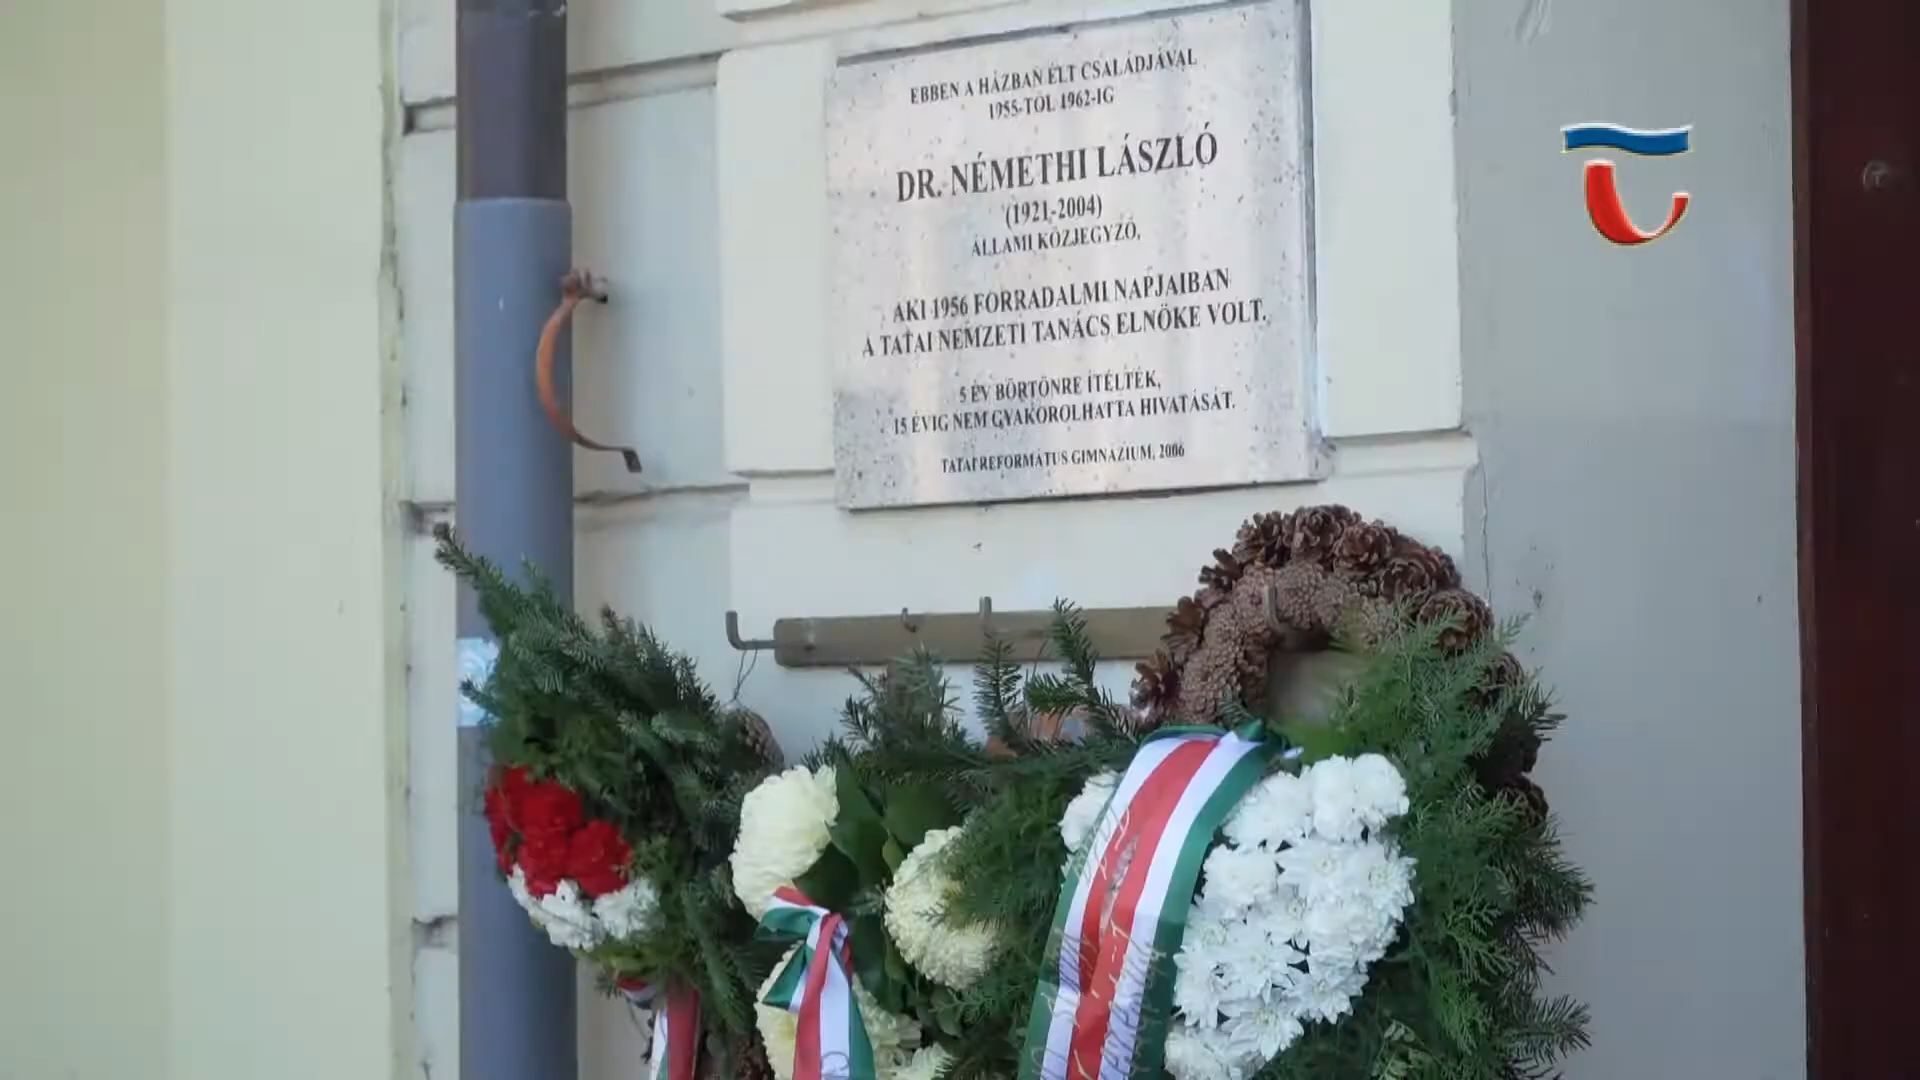 EBBEN A HÁZBAN ÉLT CSALÁDJÁVAL
1955-TŐL 1962-IG
DR. NÉMETHI LÁSZLÓ
(1921-2004)
ÁLLAMI KÖZJEGYZŐ,
AKI 1956 FORRADALMI NAPJAIBAN
A TATAI NEMZETI TANÁCS ELNÖKE VOLT.
5 ÉV BÖRTÖNRE ÍTÉLTÉK,
15 ÉVIG NEM GYAKOROLHATTA HIVATÁSÁT.
TATAI REFORMÁTUS GIMNÁZIUM, 2006